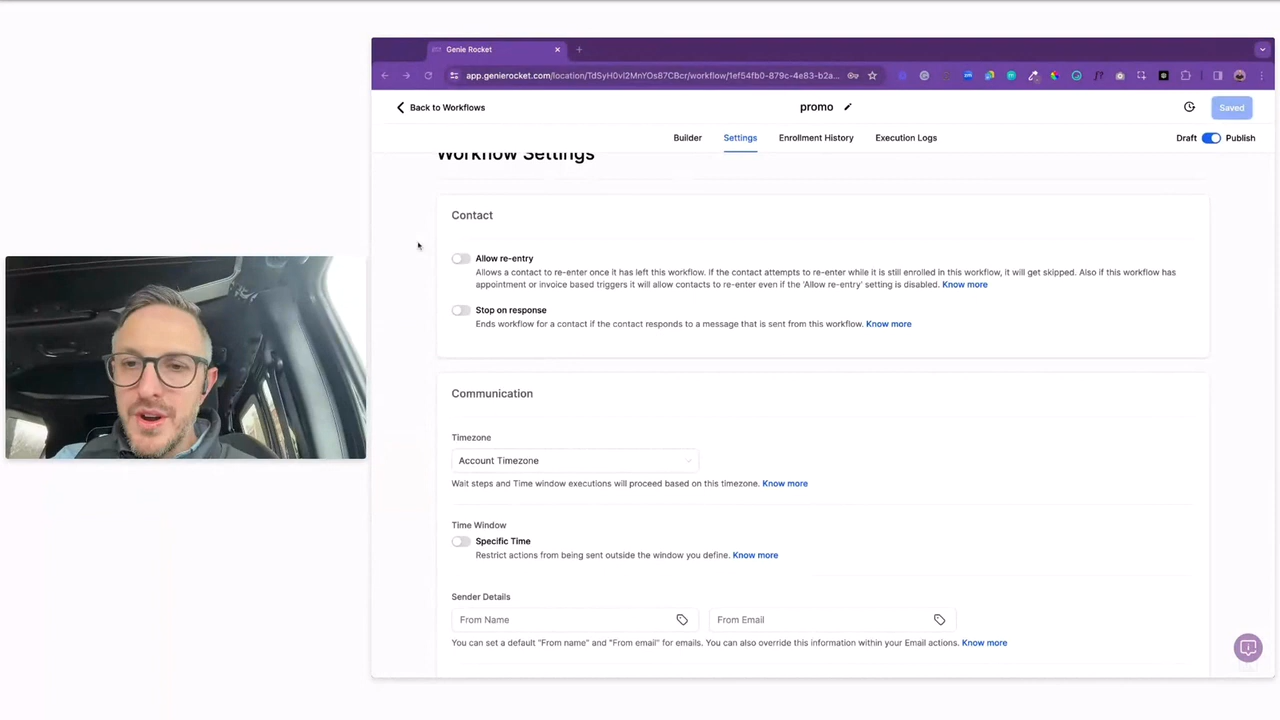 Genie Rocket
app.genierocket.com/location/TdSyH0vI2MnYOs87CBcr/workflow/1ef54fb0-879c-4e83-b2a...
Back to Workflows
promo
Saved
Builder
Settings
Enrollment History
Execution Logs
Draft
Publish
Workflow Settings
Contact
Allow re-entry
Allows a contact to re-enter once it has left this workflow. If the contact attempts to re-enter while it is still enrolled in this workflow, it will get skipped. Also if this workflow has
appointment or invoice based triggers it will allow contacts to re-enter even if the 'Allow re-entry' setting is disabled. Know more
Stop on response
Ends workflow for a contact if the contact responds to a message that is sent from this workflow. Know more
Communication
Timezone
Account Timezone
Wait steps and Time window executions will proceed based on this timezone. Know more
Time Window
Specific Time
Restrict actions from being sent outside the window you define. Know more
Sender Details
From Name
From Email
You can set a default "From name" and "From email" for emails. You can also override this information within your Email actions. Know more